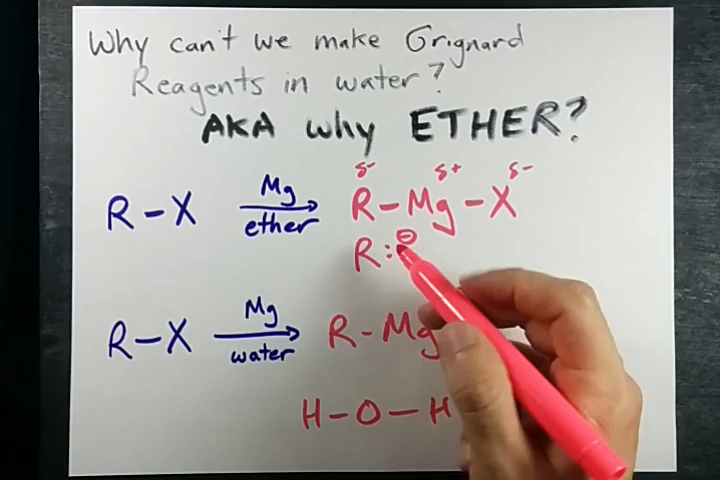 Why can't we make Grignard
Reagents in water?
AKA why ETHER?
δ- δ+ δ-
R-X Mg ether R-Mg-X
R:⊖
R-X Mg water R-Mg
H-O-H